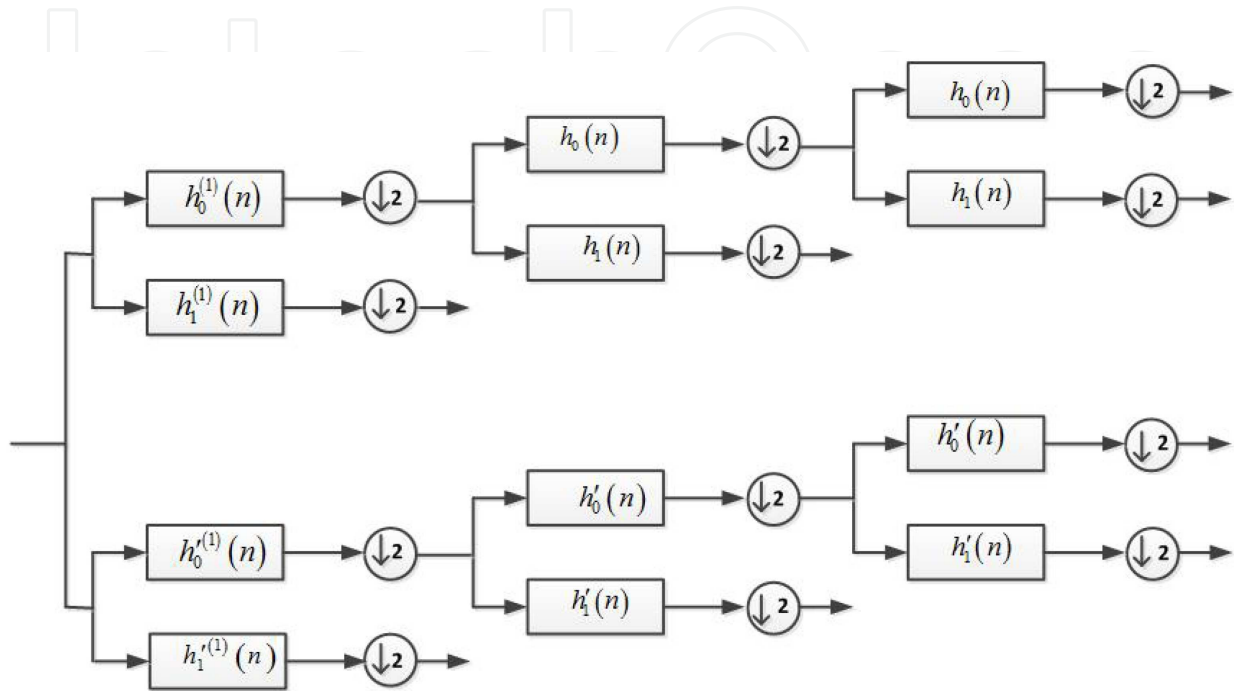 h₀(n) ↓2
h₀(n) ↓2
h₀⁽¹⁾(n) ↓2 h₁(n) ↓2
h₁(n) ↓2
h₁⁽¹⁾(n) ↓2
h₀′(n) ↓2
h₀′(n) ↓2
h₀′⁽¹⁾(n) ↓2 h₁′(n) ↓2
h₁′(n) ↓2
h₁′⁽¹⁾(n) ↓2